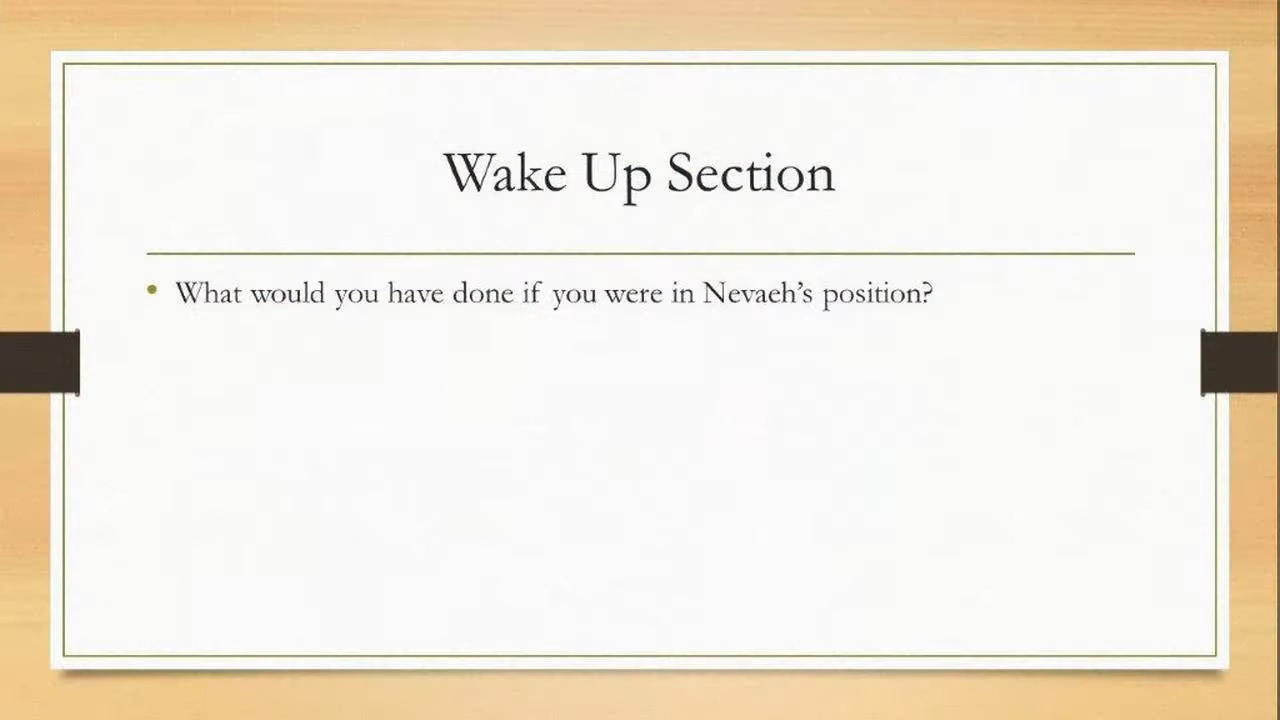 Wake Up Section
• What would you have done if you were in Nevaeh’s position?